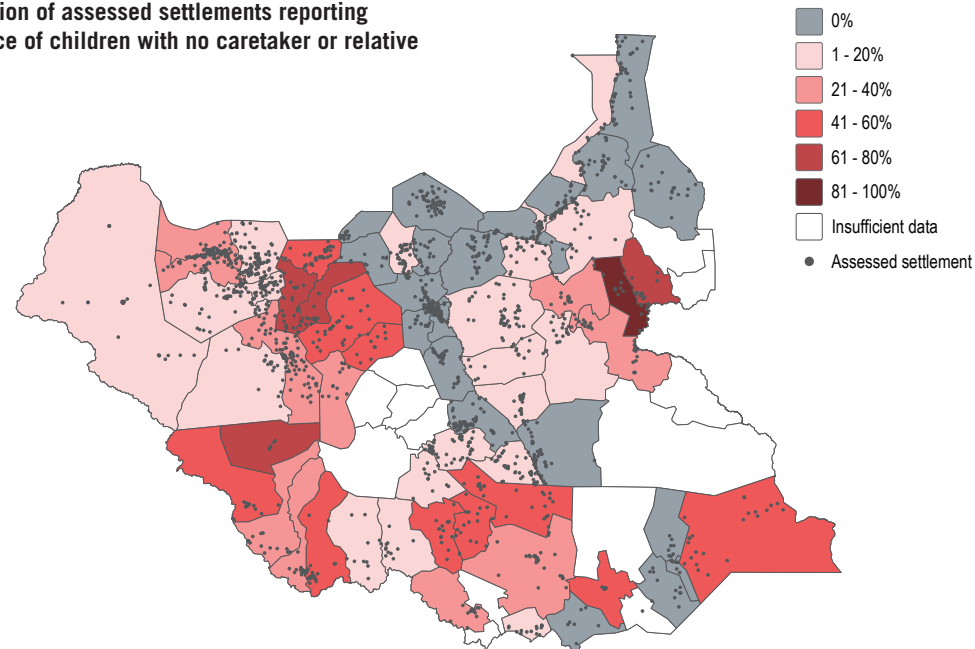 ion of assessed settlements reporting
ce of children with no caretaker or relative
0%
1 - 20%
21 - 40%
41 - 60%
61 - 80%
81 - 100%
Insufficient data
Assessed settlement